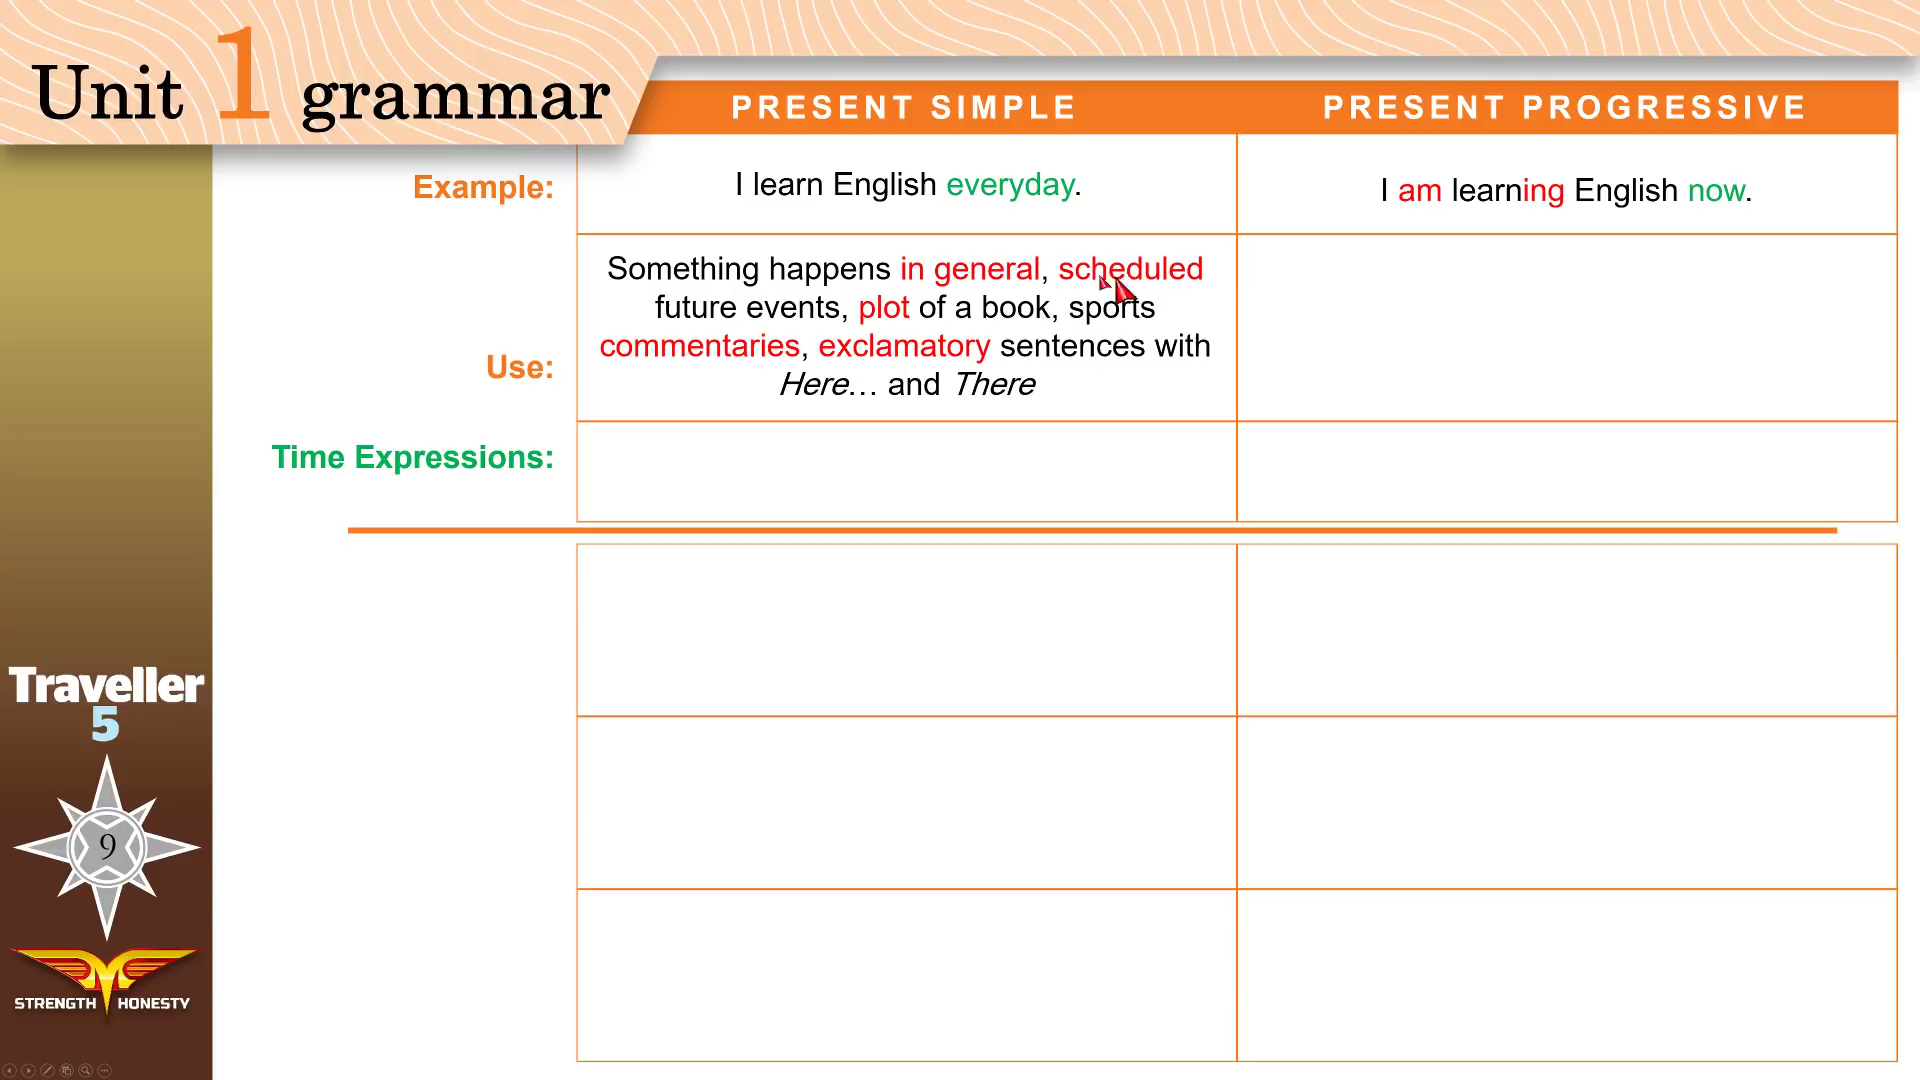 Unit 1 grammar
PRESENT SIMPLE
PRESENT PROGRESSIVE
Example:
I learn English everyday.
I am learning English now.
Use:
Something happens in general, scheduled
future events, plot of a book, sports
commentaries, exclamatory sentences with
Here… and There
Time Expressions:
Traveller
5
9
STRENGTH HONESTY